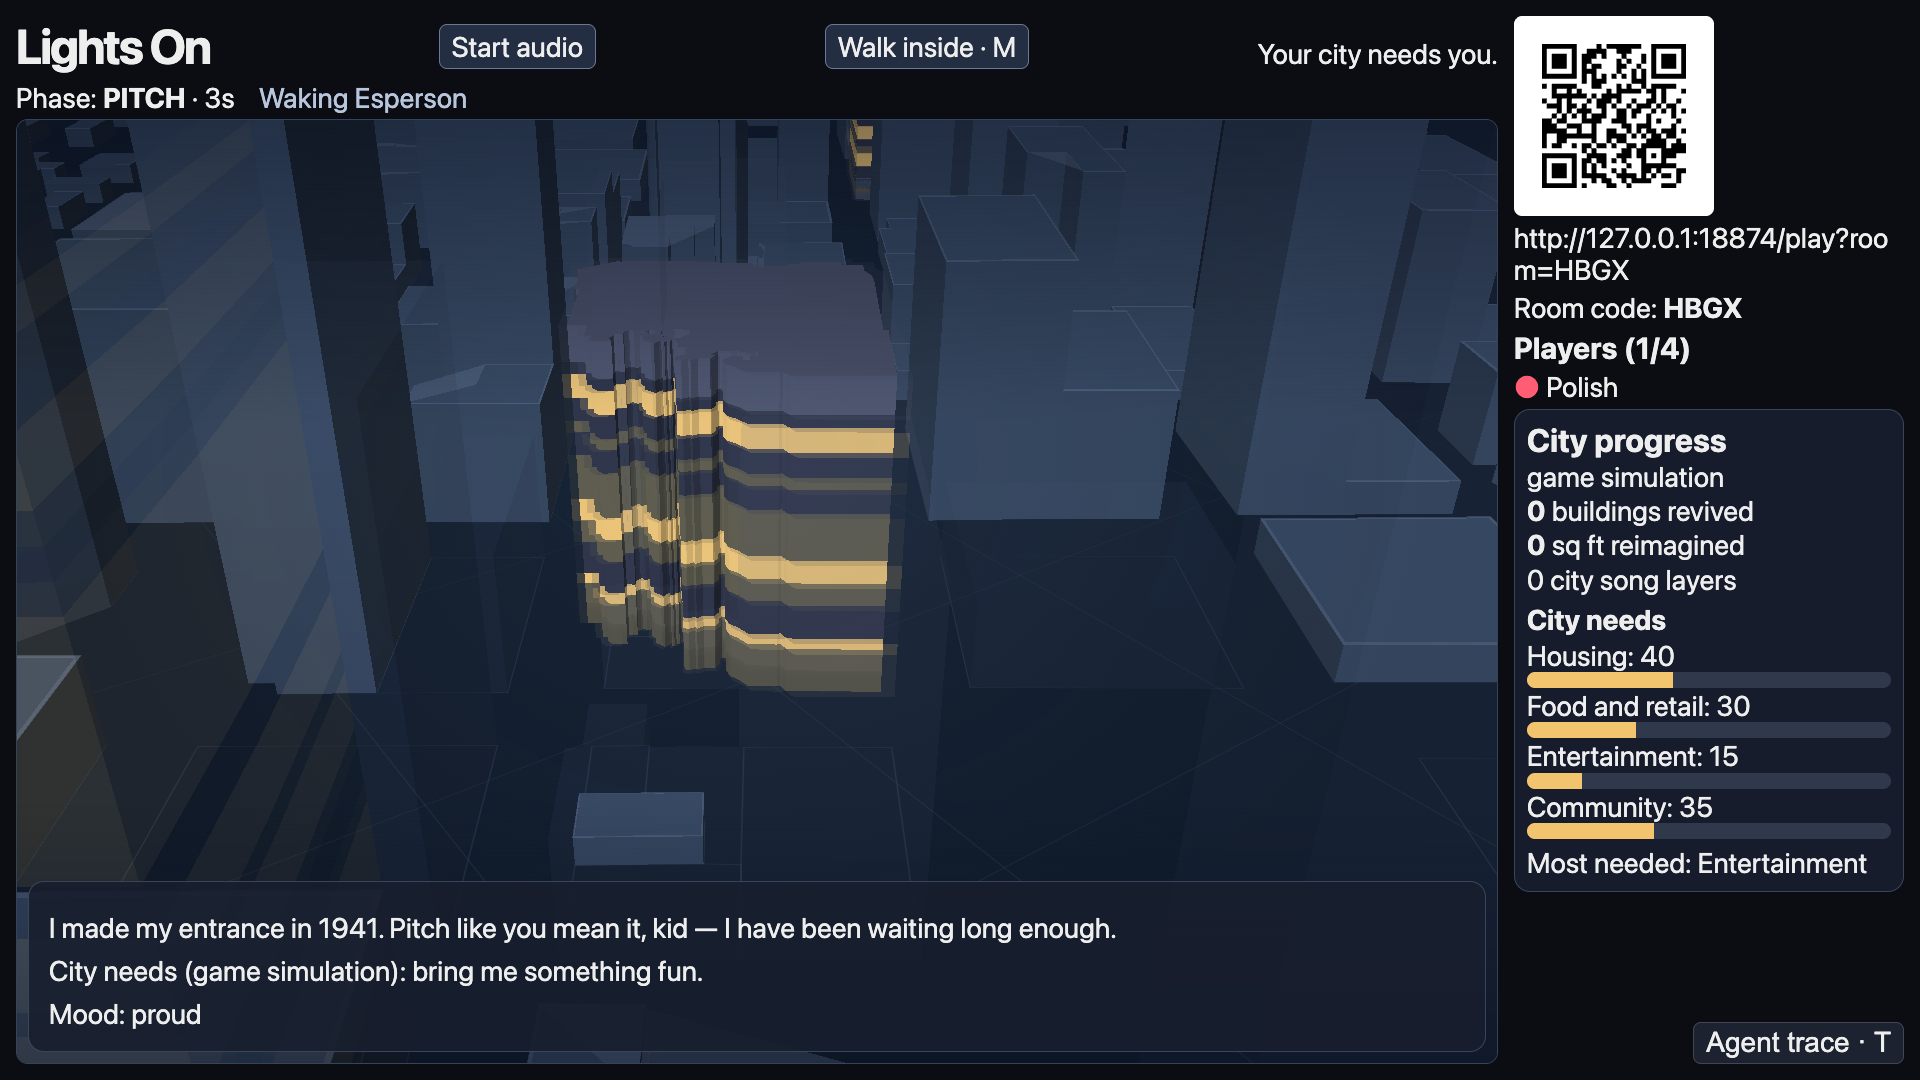 Lights On
Start audio
Walk inside · M
Your city needs you.
Phase: PITCH · 3s Waking Esperson
http://127.0.0.1:18874/play?roo
m=HBGX
Room code: HBGX
Players (1/4)
Polish
City progress
game simulation
0 buildings revived
0 sq ft reimagined
0 city song layers
City needs
Housing: 40
Food and retail: 30
Entertainment: 15
Community: 35
Most needed: Entertainment
I made my entrance in 1941. Pitch like you mean it, kid — I have been waiting long enough.
City needs (game simulation): bring me something fun.
Mood: proud
Agent trace · T